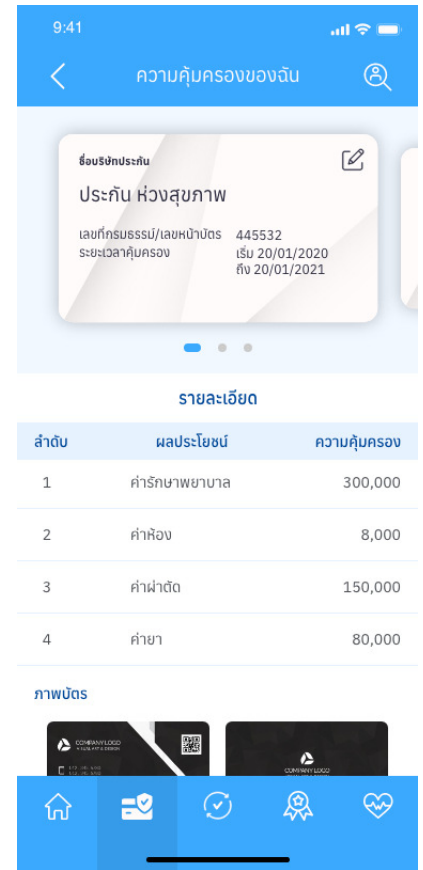 9:41
ความคุ้มครองของฉัน
ชื่อบริษัทประกัน
ประกัน ห่วงสุขภาพ
เลขที่กรมธรรม์/เลขหน้าบัตร 445532
ระยะเวลาคุ้มครอง เริ่ม 20/01/2020
ถึง 20/01/2021
รายละเอียด
ลำดับ ผลประโยชน์ ความคุ้มครอง
1 ค่ารักษาพยาบาล 300,000
2 ค่าห้อง 8,000
3 ค่าผ่าตัด 150,000
4 ค่ายา 80,000
ภาพบัตร
COMPANY LOGO
COMPANY LOGO